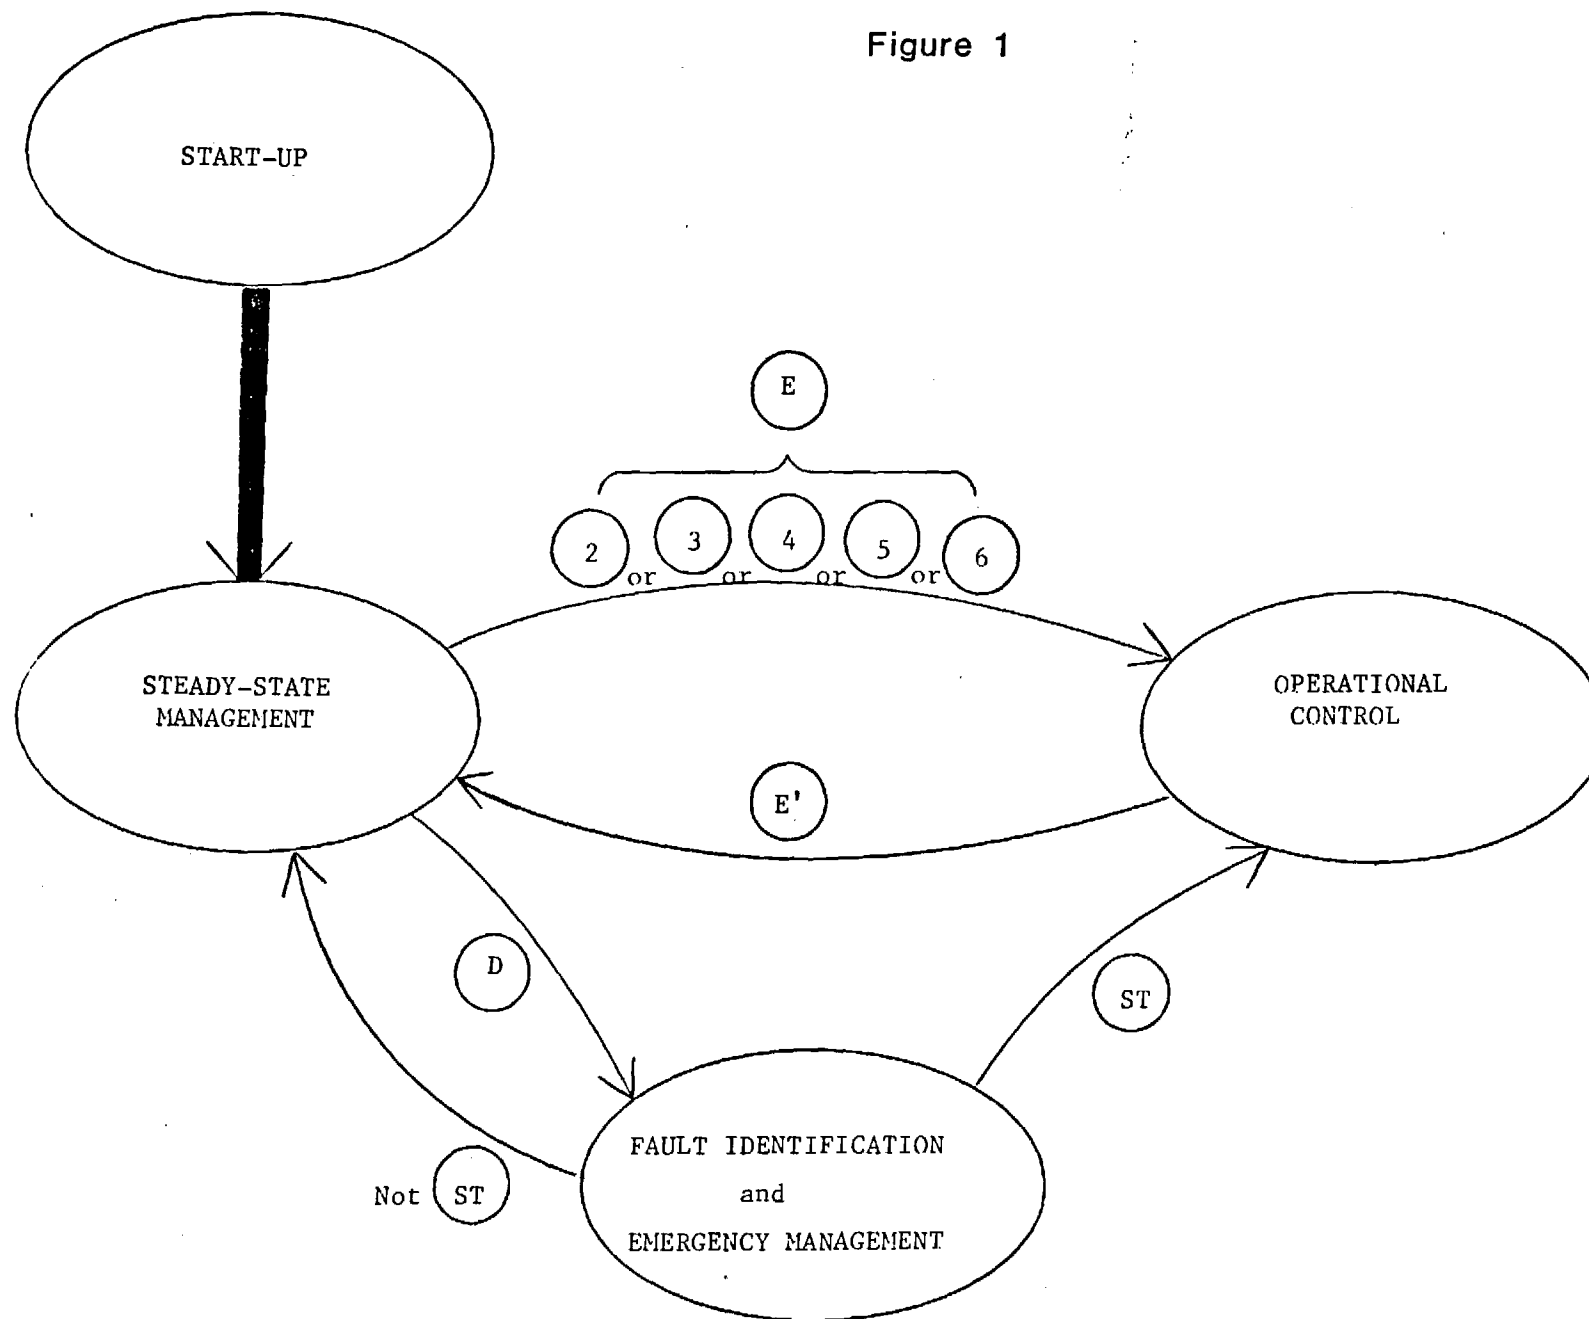 Figure 1
START-UP
E
2 or 3 or 4 or 5 or 6
STEADY-STATE
MANAGEMENT
OPERATIONAL
CONTROL
E'
D
ST
Not ST
FAULT IDENTIFICATION
and
EMERGENCY MANAGEMENT